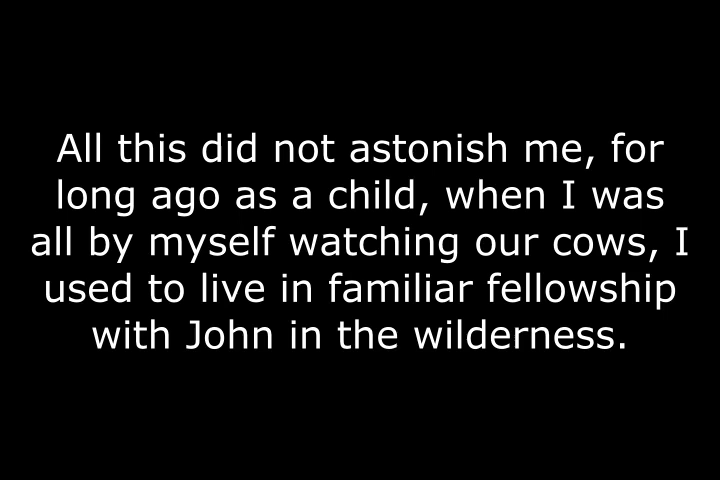 All this did not astonish me, for
long ago as a child, when I was
all by myself watching our cows, I
used to live in familiar fellowship
with John in the wilderness.